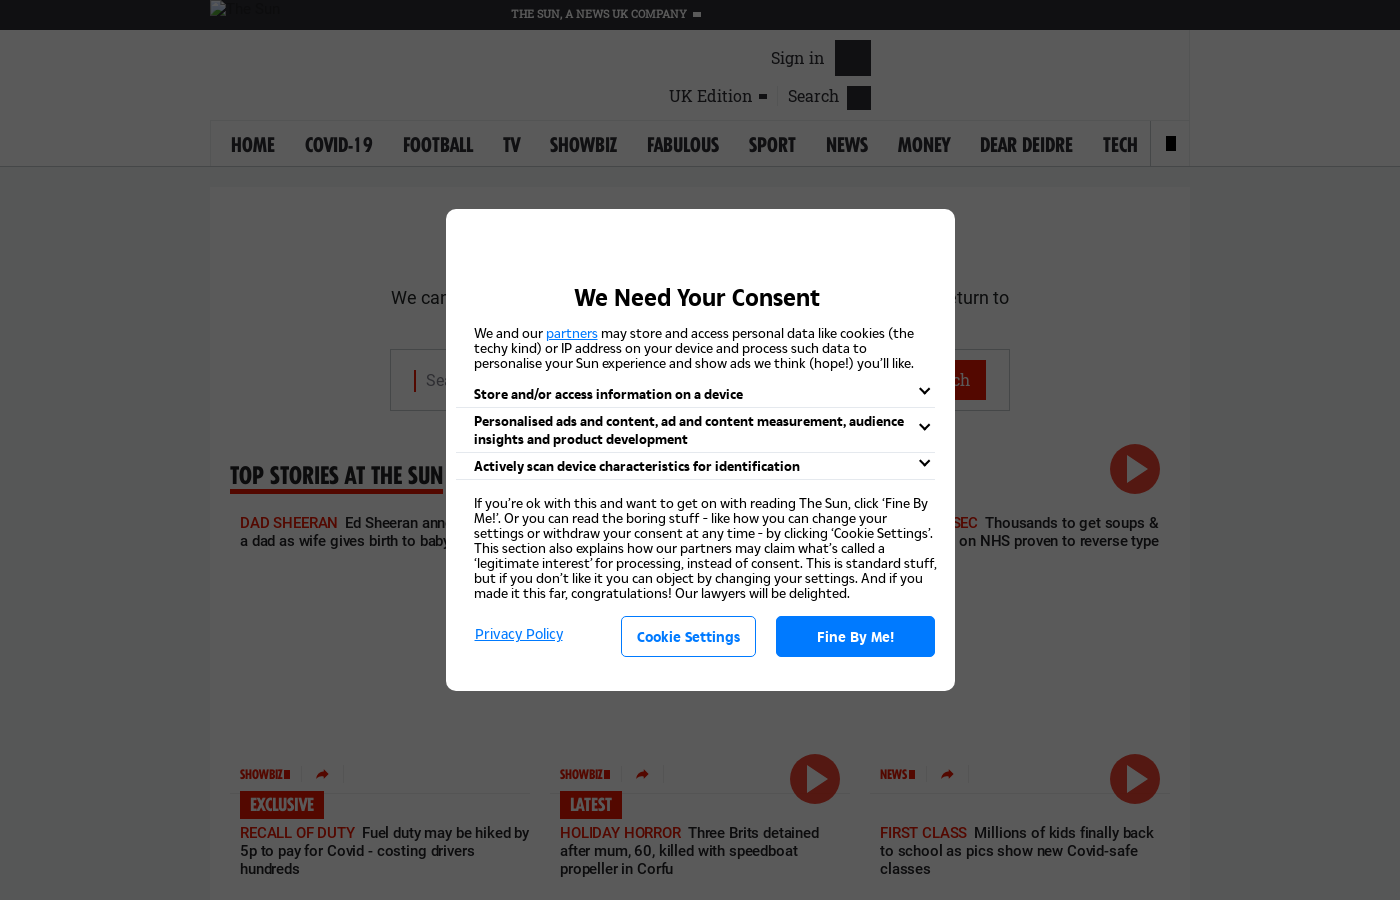 The Sun
THE SUN, A NEWS UK COMPANY
Sign in
UK Edition
Search
HOME COVID-19 FOOTBALL TV SHOWBIZ FABULOUS SPORT NEWS MONEY DEAR DEIDRE TECH
We Need Your Consent
We and our partners may store and access personal data like cookies (the
techy kind) or IP address on your device and process such data to
personalise your Sun experience and show ads we think (hope!) you’ll like.
Store and/or access information on a device
Personalised ads and content, ad and content measurement, audience
insights and product development
Actively scan device characteristics for identification
If you’re ok with this and want to get on with reading The Sun, click ‘Fine By
Me!’. Or you can read the boring stuff - like how you can change your
settings or withdraw your consent at any time - by clicking ‘Cookie Settings’.
This section also explains how our partners may claim what’s called a
‘legitimate interest’ for processing, instead of consent. This is standard stuff,
but if you don’t like it you can object by changing your settings. And if you
made it this far, congratulations! Our lawyers will be delighted.
Privacy Policy
Cookie Settings
Fine By Me!
We
to
TOP STORIES AT THE SUN
DAD SHEERAN Ed Sheeran
a dad as wife gives birth to
Thousands to get soups &
on NHS proven to reverse type
SHOWBIZ
EXCLUSIVE
RECALL OF DUTY Fuel duty may be hiked by
5p to pay for Covid - costing drivers
hundreds
SHOWBIZ
LATEST
HOLIDAY HORROR Three Brits detained
after mum, 60, killed with speedboat
propeller in Corfu
NEWS
FIRST CLASS Millions of kids finally back
to school as pics show new Covid-safe
classes